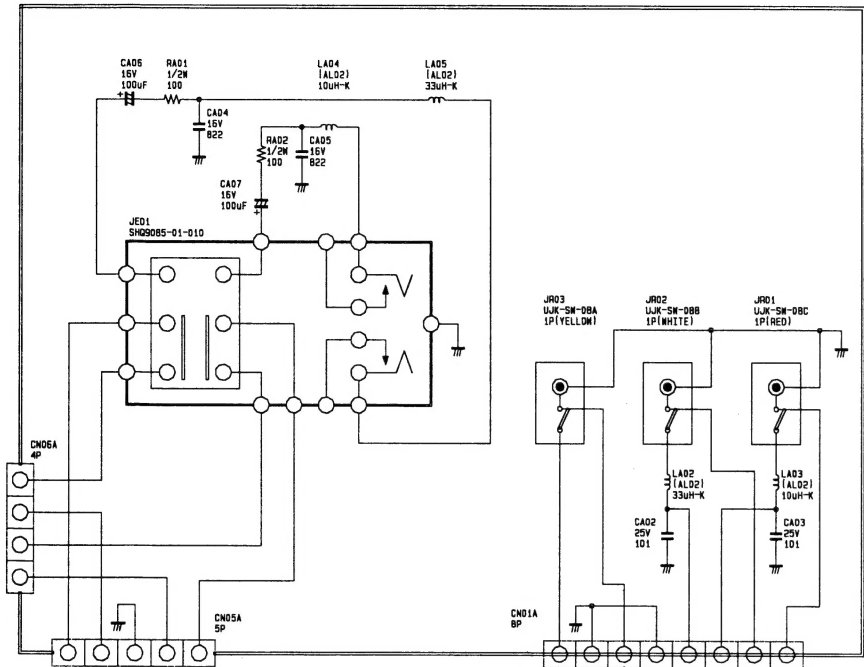 CA06
16V
100uF
+
RA01
1/2W
100
LA04
(AL02)
10uH-K
LA05
(AL02)
33uH-K
CA04
16V
822
RA02
1/2W
100
CA05
16V
822
CA07
16V
100uF
+
JE01
SHQ9085-01-010
JA03
UJK-SW-08A
1P(YELLOW)
JA02
UJK-SW-08B
1P(WHITE)
JA01
UJK-SW-08C
1P(RED)
CN06A
4P
LA02
(AL02)
33uH-K
LA03
(AL02)
10uH-K
CA02
25V
101
CA03
25V
101
CN05A
5P
CN01A
8P